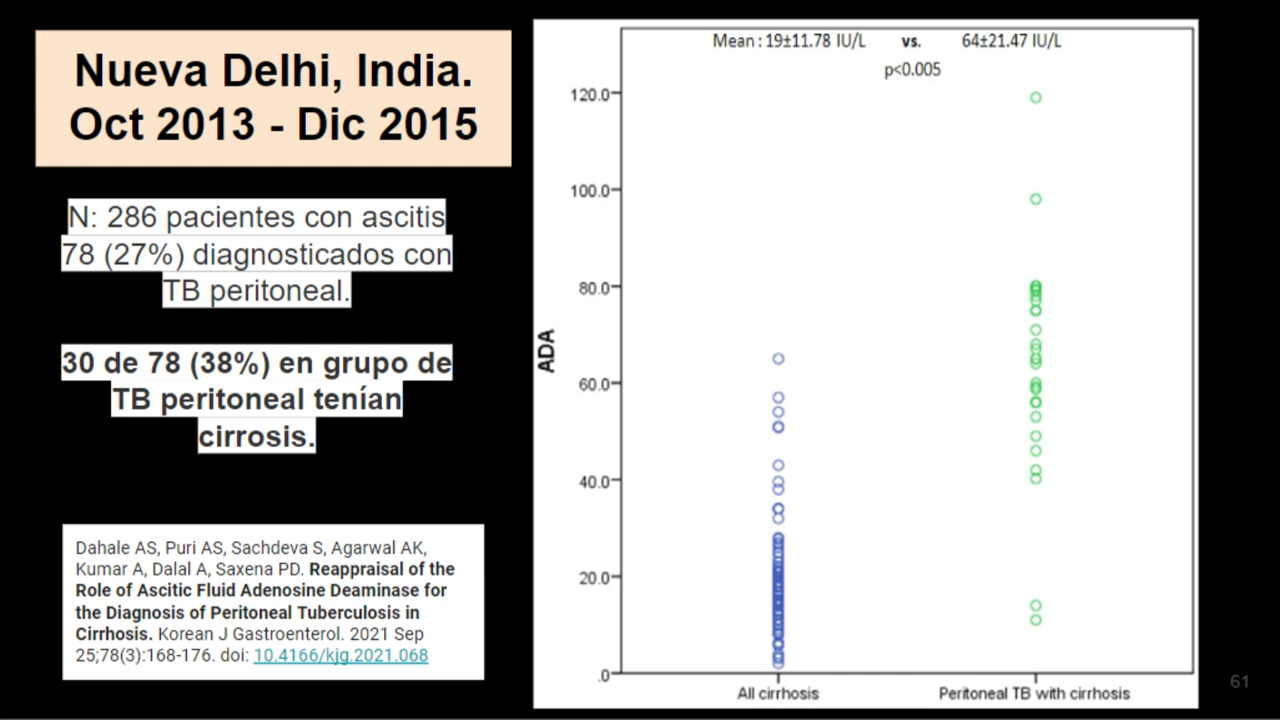 Nueva Delhi, India.
Oct 2013 - Dic 2015
N: 286 pacientes con ascitis
78 (27%) diagnosticados con
TB peritoneal.
30 de 78 (38%) en grupo de
TB peritoneal tenían
cirrosis.
Dahale AS, Puri AS, Sachdeva S, Agarwal AK,
Kumar A, Dalal A, Saxena PD. Reappraisal of the
Role of Ascitic Fluid Adenosine Deaminase for
the Diagnosis of Peritoneal Tuberculosis in
Cirrhosis. Korean J Gastroenterol. 2021 Sep
25;78(3):168-176. doi: 10.4166/kjg.2021.068
Mean : 19±11.78 IU/L vs. 64±21.47 IU/L
p<0.005
120.0
100.0
80.0
60.0
40.0
20.0
.0
ADA
All cirrhosis
Peritoneal TB with cirrhosis
61